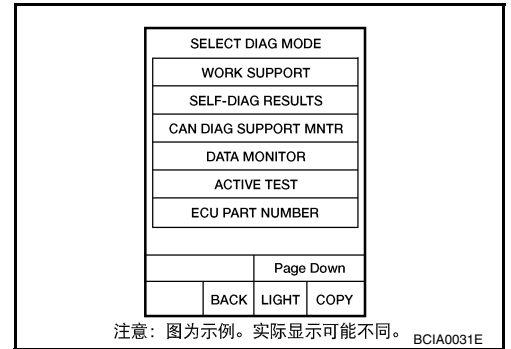 SELECT DIAG MODE
WORK SUPPORT
SELF-DIAG RESULTS
CAN DIAG SUPPORT MNTR
DATA MONITOR
ACTIVE TEST
ECU PART NUMBER
Page Down
BACK LIGHT COPY
注意：图为示例。实际显示可能不同。 BCIA0031E